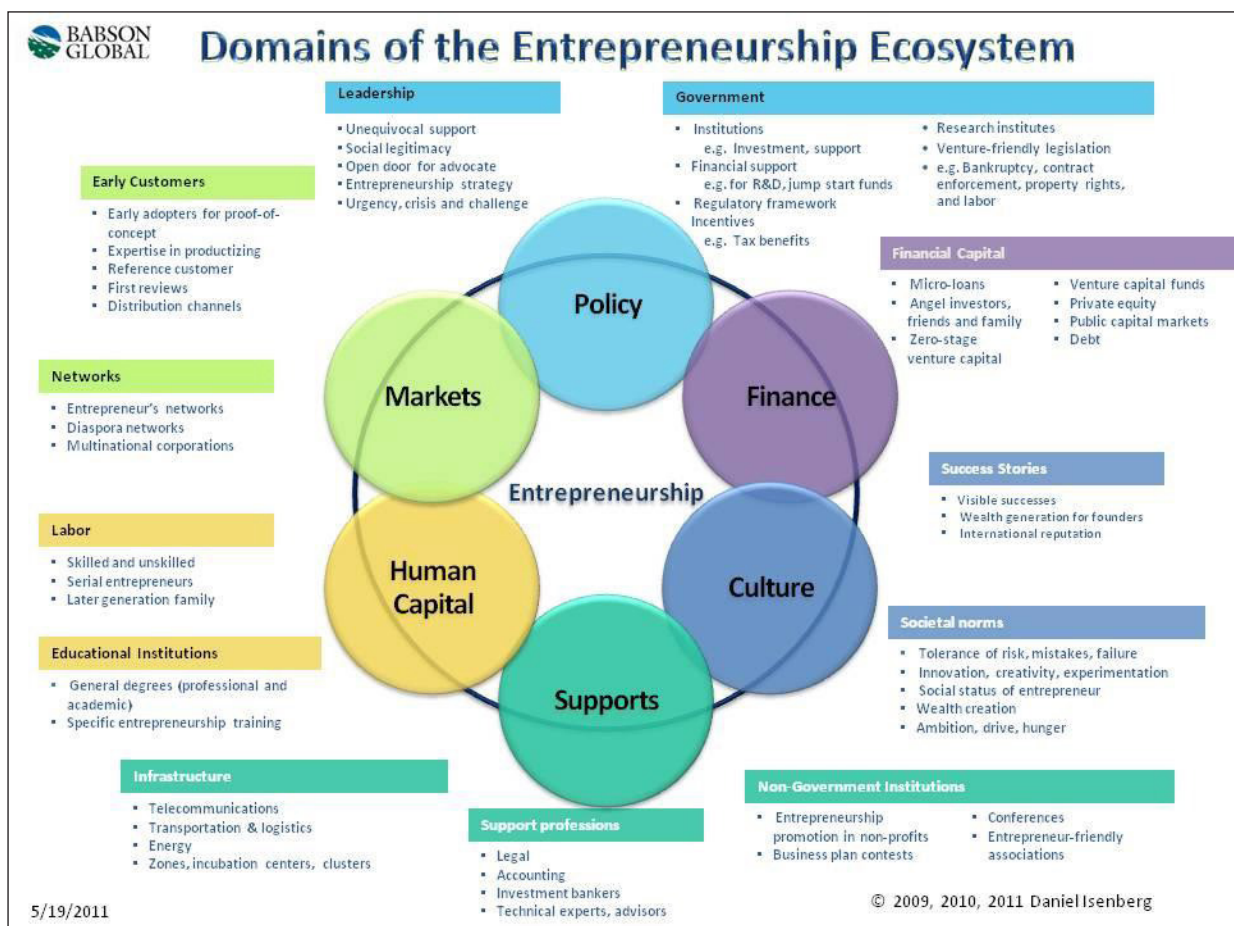 BABSON
GLOBAL
Domains of the Entrepreneurship Ecosystem
Leadership
▪ Unequivocal support
▪ Social legitimacy
▪ Open door for advocate
▪ Entrepreneurship strategy
▪ Urgency, crisis and challenge
Government
▪ Institutions
e.g. Investment, support
▪ Financial support
e.g. for R&D, jump start funds
▪ Regulatory framework
Incentives
e.g. Tax benefits
• Research institutes
• Venture-friendly legislation
• e.g. Bankruptcy, contract
enforcement, property rights,
and labor
Early Customers
▪ Early adopters for proof-of-
concept
▪ Expertise in productizing
▪ Reference customer
▪ First reviews
▪ Distribution channels
Financial Capital
▪ Micro-loans
▪ Angel investors,
friends and family
▪ Zero-stage
venture capital
▪ Venture capital funds
▪ Private equity
▪ Public capital markets
▪ Debt
Networks
▪ Entrepreneur's networks
▪ Diaspora networks
▪ Multinational corporations
Policy
Markets
Finance
Entrepreneurship
Human
Capital
Culture
Supports
Success Stories
▪ Visible successes
▪ Wealth generation for founders
▪ International reputation
Labor
▪ Skilled and unskilled
▪ Serial entrepreneurs
▪ Later generation family
Societal norms
▪ Tolerance of risk, mistakes, failure
▪ Innovation, creativity, experimentation
▪ Social status of entrepreneur
▪ Wealth creation
▪ Ambition, drive, hunger
Educational Institutions
▪ General degrees (professional and
academic)
▪ Specific entrepreneurship training
Infrastructure
▪ Telecommunications
▪ Transportation & logistics
▪ Energy
▪ Zones, incubation centers, clusters
Support professions
▪ Legal
▪ Accounting
▪ Investment bankers
▪ Technical experts, advisors
Non-Government Institutions
▪ Entrepreneurship
promotion in non-profits
▪ Business plan contests
▪ Conferences
▪ Entrepreneur-friendly
associations
5/19/2011
© 2009, 2010, 2011 Daniel Isenberg